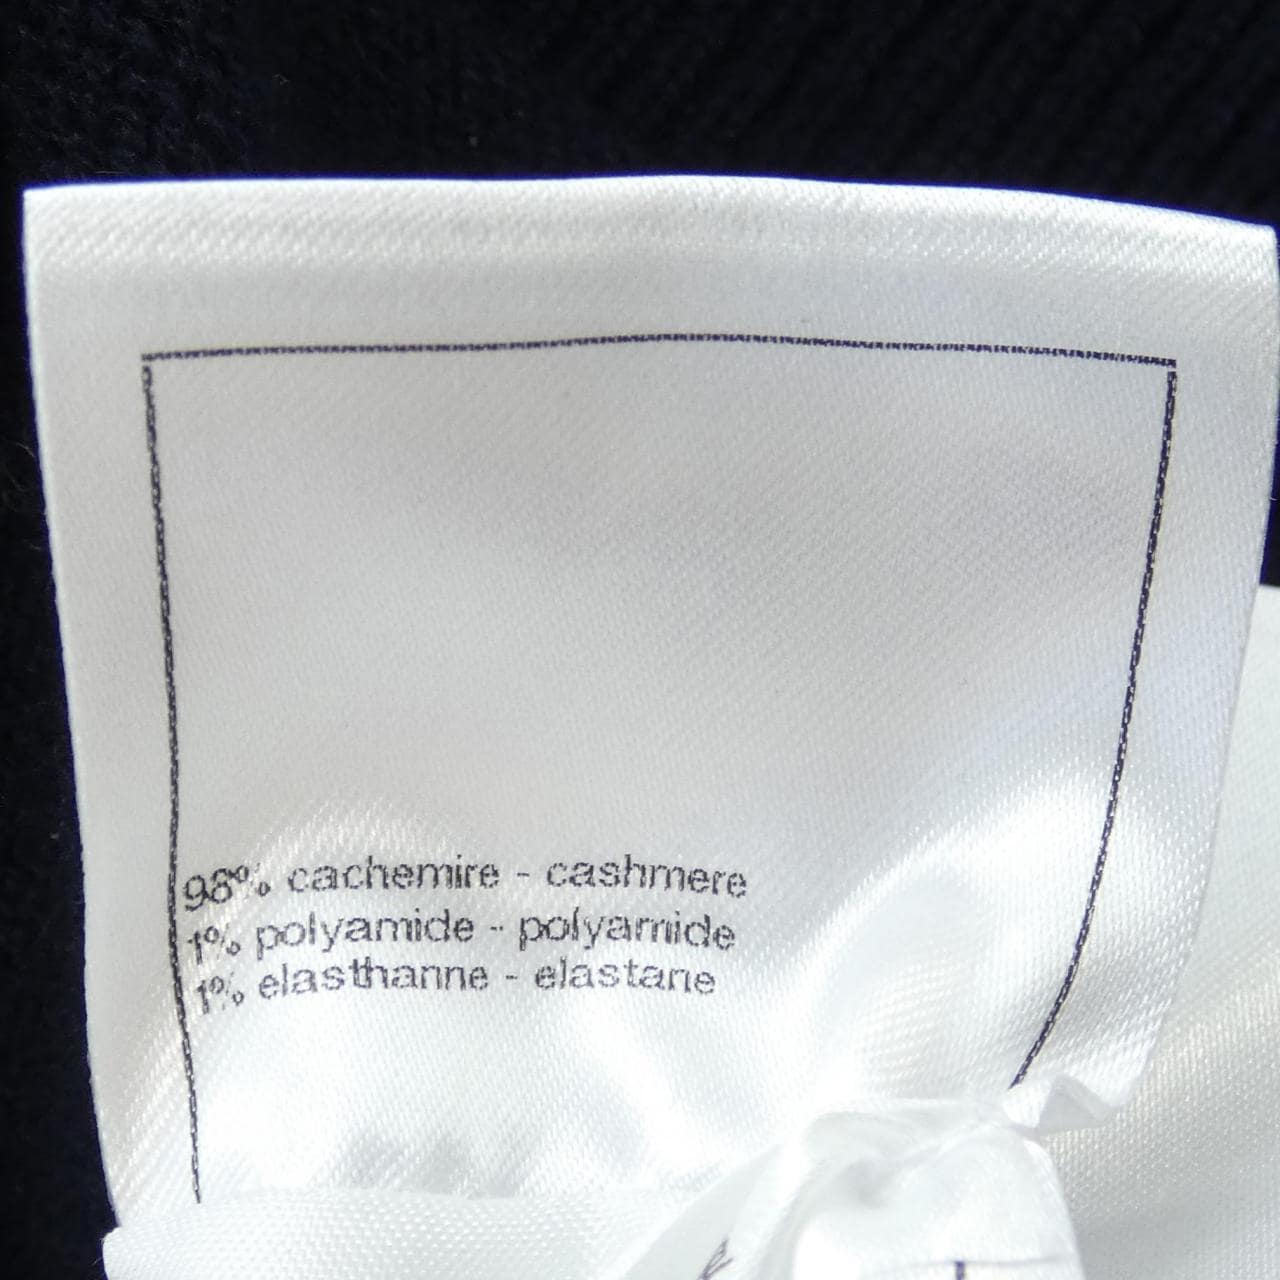 98% cachemire - cashmere
1% polyamide - polyamide
1% elasthanne - elastane